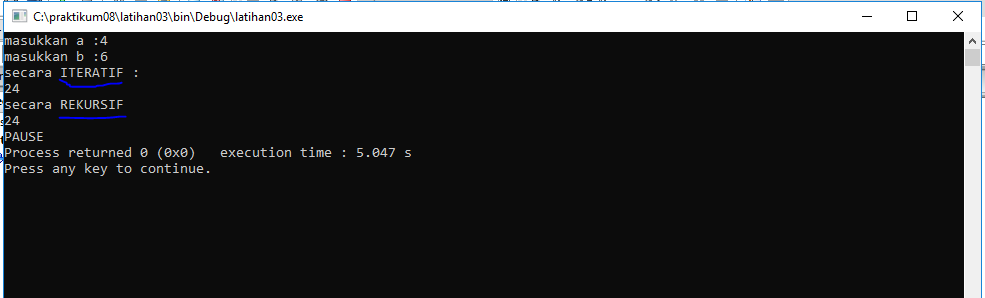 C:\praktikum08\latihan03\bin\Debug\latihan03.exe
masukkan a :4
masukkan b :6
secara ITERATIF :
24
secara REKURSIF
24
PAUSE
Process returned 0 (0x0)   execution time : 5.047 s
Press any key to continue.